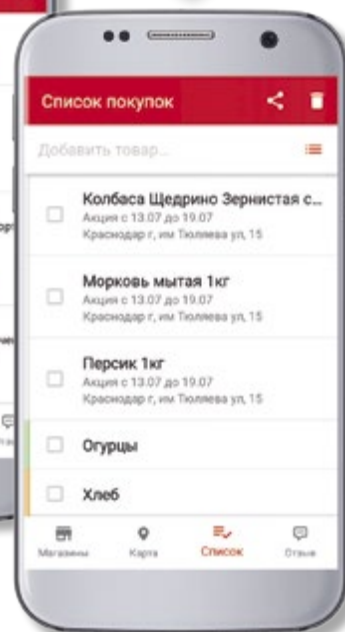 Список покупок
Добавить товар...
Колбаса Щедрино Зернистая с...
Акция с 13.07 до 19.07
Краснодар г, им Тюляева ул, 15
Морковь мытая 1кг
Акция с 13.07 до 19.07
Краснодар г, им Тюляева ул, 15
Персик 1кг
Акция с 13.07 до 19.07
Краснодар г, им Тюляева ул, 15
Огурцы
Хлеб
Магазины Карта Список Отзыв